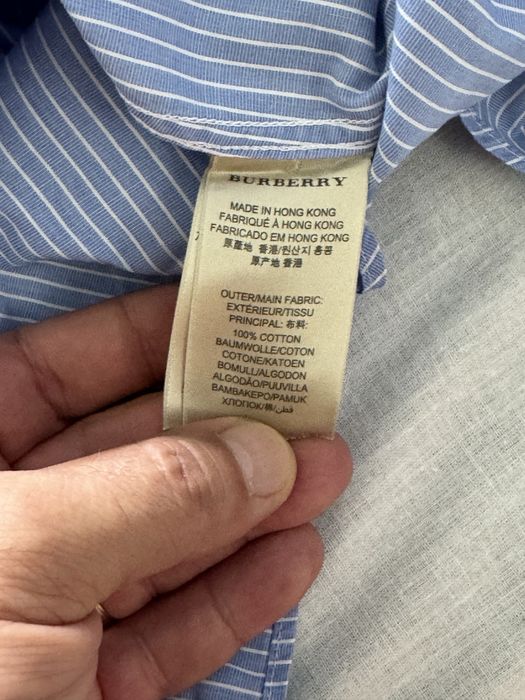 BURBERRY
MADE IN HONG KONG
FABRIQUÉ À HONG KONG
FABRICADO EM HONG KONG
原產地 香港/원산지 홍콩
原产地 香港
OUTER/MAIN FABRIC:
EXTÉRIEUR/TISSU
PRINCIPAL: 布料:
100% COTTON
BAUMWOLLE/COTON
COTONE/KATOEN
BOMULL/ALGODON
ALGODÃO/PUUVILLA
BAMBAKEPO/PAMUK
ХЛОПОК/棉/قطن